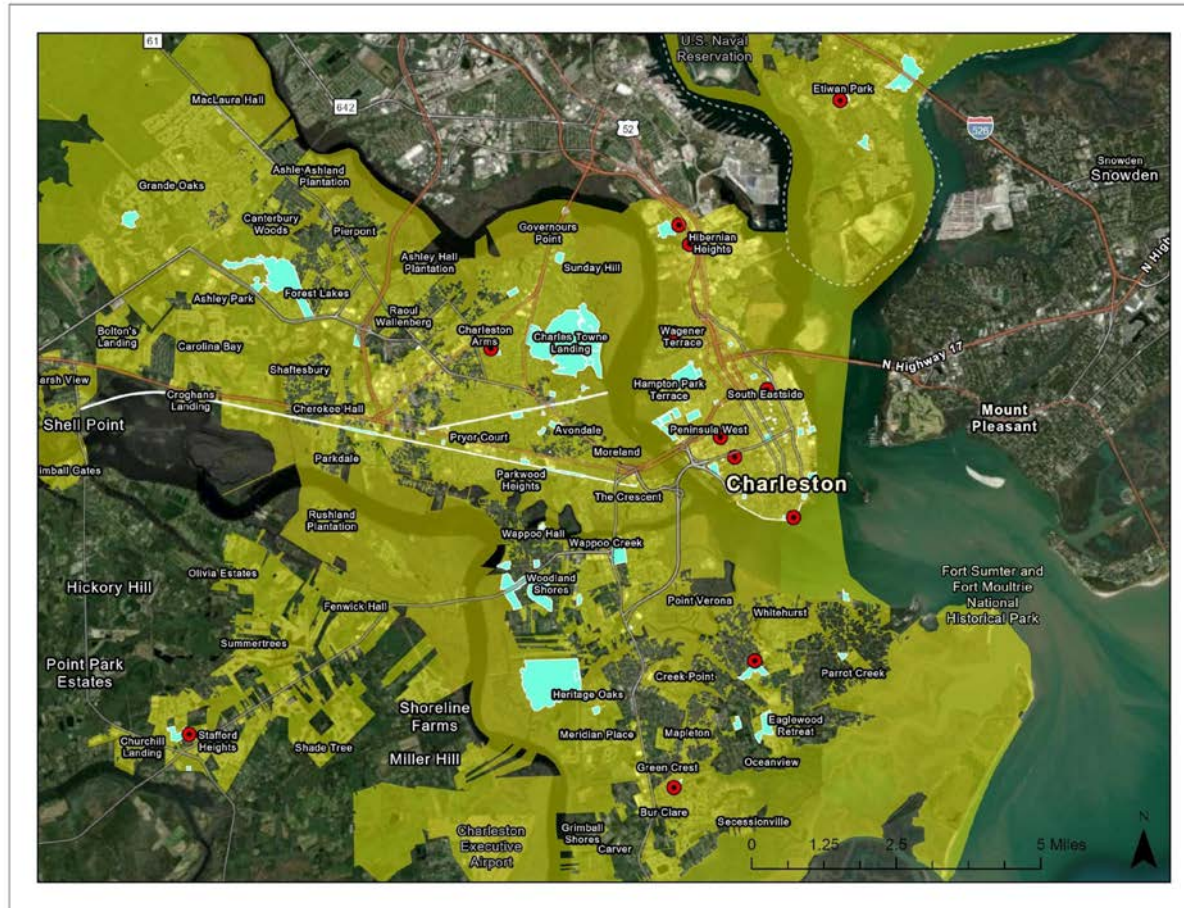 61
U.S. Naval
Reservation
Etiwan Park
MacLaura Hall
642
52
526
Snowden
Snowden
Ashle-Ashland
Plantation
Grande Oaks
Canterbury
Woods
Pierpont
Governours
Point
Hibernian
Heights
Ashley Hall
Plantation
Sunday Hill
N High
Ashley Park
Forest Lakes
Raoul
Wallenberg
Bolton's
Landing
Carolina Bay
Charleston
Arms
Charles Towne
Landing
Wagener
Terrace
N Highway 17
Shaftesbury
arsh View
Croghans
Landing
Cherokee Hall
Hampton Park
Terrace
South Eastside
Mount
Pleasant
Shell Point
Pryor Court
Avondale
Peninsula West
Moreland
Parkdale
imball Gates
Parkwood
Heights
The Crescent
Charleston
Rushland
Plantation
Wappoo Hall
Wappoo Creek
Hickory Hill
Olivia Estates
Woodland
Shores
Fort Sumter and
Fort Moultrie
National
Historical Park
Fenwick Hall
Point Verona
Whitehurst
Summertrees
Point Park
Estates
Creek Point
Parrot Creek
Heritage Oaks
Shoreline
Farms
Eaglewood
Retreat
Churchill
Landing
Stafford
Heights
Shade Tree
Meridian Place
Mapleton
Miller Hill
Oceanview
Green Crest
Bur Clare
Secessionville
Charleston
Executive
Airport
Grimball
Shores
Carver
0 1.25 2.5 5 Miles
N